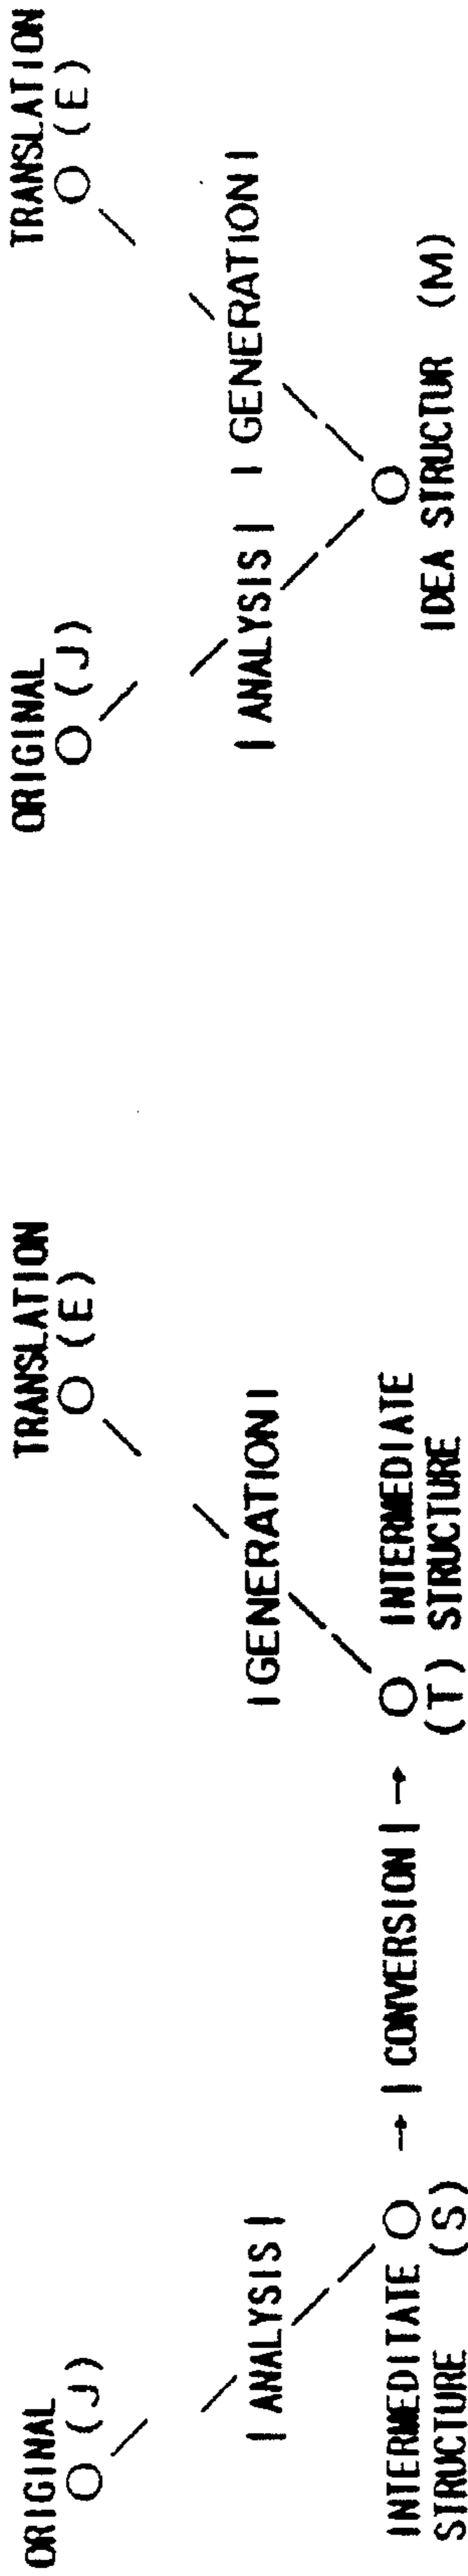 ORIGINAL
(J)
| ANALYSIS |
INTERMEDITATE
STRUCTURE (S)
→ | CONVERSION | →
TRANSLATION
(E)
| GENERATION |
INTERMEDIATE
(T) STRUCTURE
ORIGINAL
(J)
| ANALYSIS |
TRANSLATION
(E)
| GENERATION |
IDEA STRUCTUR (M)